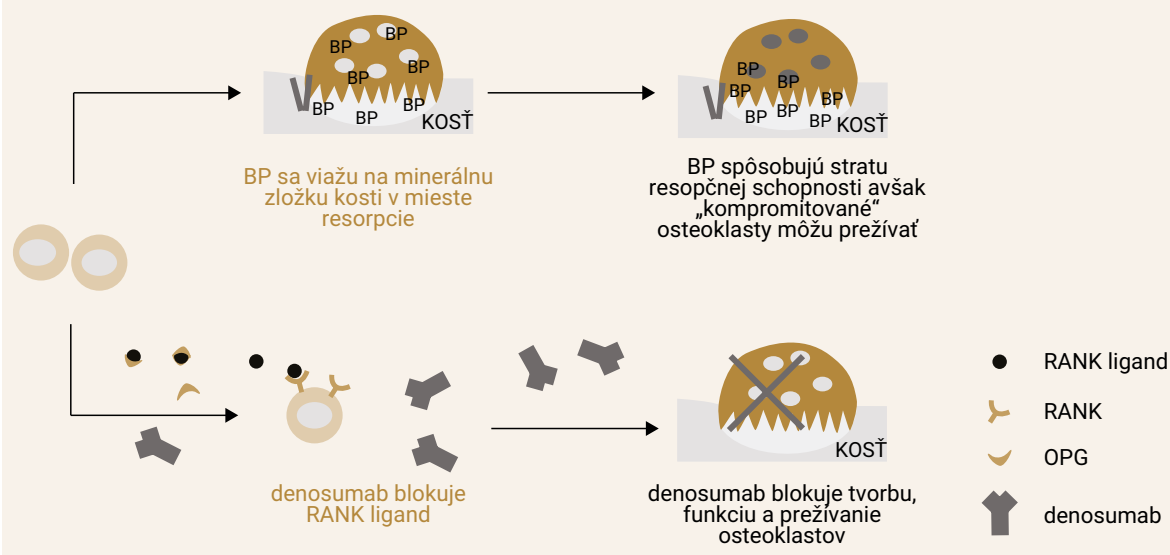 BP
BP
BP
BP
BP
BP
BP
KOSŤ
BP sa viažu na minerálnu
zložku kosti v mieste
resorpcie
BP
BP
BP
BP
BP
BP
BP
KOSŤ
BP spôsobujú stratu
resopčnej schopnosti avšak
„kompromitované“
osteoklasty môžu prežívať
denosumab blokuje
RANK ligand
KOSŤ
denosumab blokuje tvorbu,
funkciu a prežívanie
osteoklastov
RANK ligand
RANK
OPG
denosumab